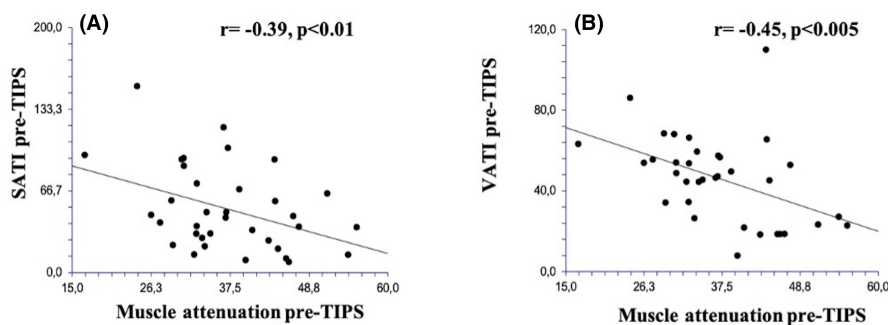 (A)
r= -0.39, p<0.01
200,0
133,3
66,7
0,0
SATI pre-TIPS
15,0 26,3 37,5 48,8 60,0
Muscle attenuation pre-TIPS
(B)
r= -0.45, p<0.005
120,0
80,0
40,0
0,0
VATI pre-TIPS
15,0 26,3 37,5 48,8 60,0
Muscle attenuation pre-TIPS